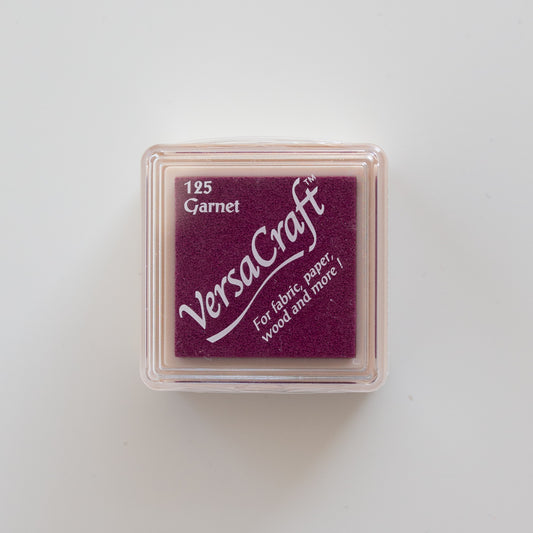 125
Garnet
VersaCraft™
For fabric, paper,
wood and more !